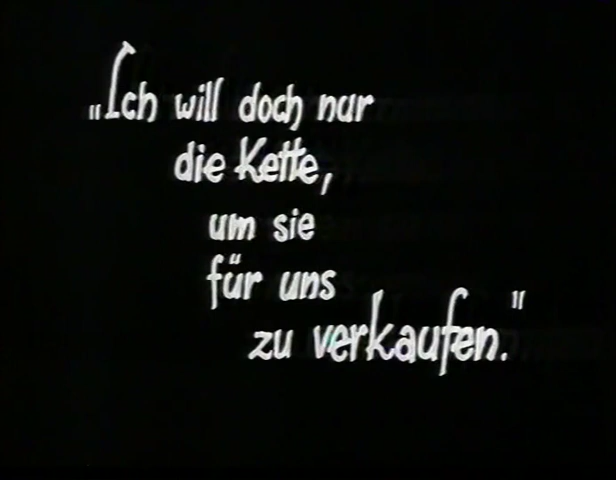 „Ich will doch nur
die Kette,
um sie
für uns
zu verkaufen."